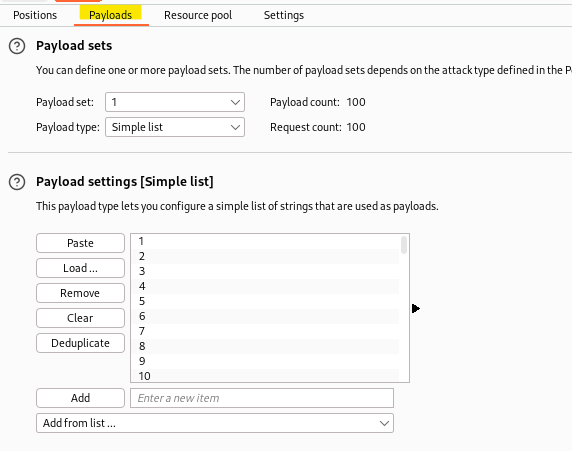 Positions Payloads Resource pool Settings
Payload sets
You can define one or more payload sets. The number of payload sets depends on the attack type defined in the
Payload set: 1 Payload count: 100
Payload type: Simple list Request count: 100
Payload settings [Simple list]
This payload type lets you configure a simple list of strings that are used as payloads.
Paste 1
2
Load ... 3
4
Remove 5
6
Clear 7
8
Deduplicate 9
10
Add Enter a new item
Add from list ...